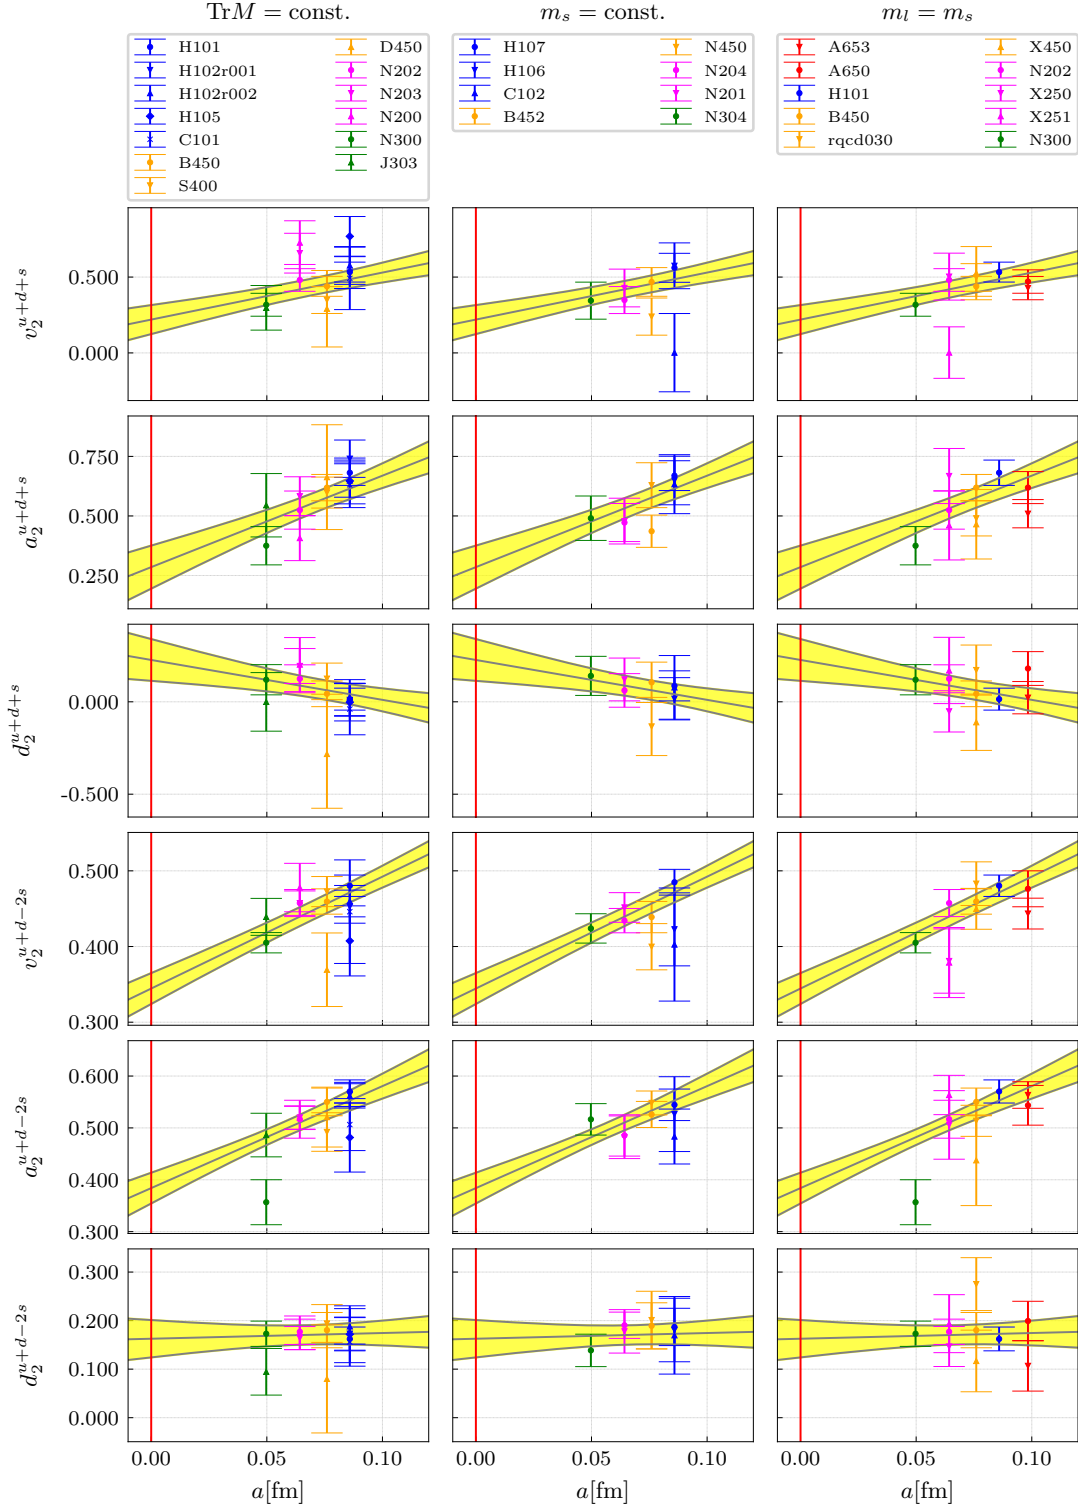 TrM = const.
m_s = const.
m_l = m_s
H101
H102r001
H102r002
H105
C101
B450
S400
D450
N202
N203
N200
N300
J303
H107
H106
C102
B452
N450
N204
N201
N304
A653
A650
H101
B450
rqcd030
X450
N202
X250
X251
N300
v_2^{u+d+s}
0.500
0.000
a_2^{u+d+s}
0.750
0.500
0.250
d_2^{u+d+s}
0.000
-0.500
v_2^{u+d-2s}
0.500
0.400
0.300
a_2^{u+d-2s}
0.600
0.500
0.400
0.300
d_2^{u+d-2s}
0.300
0.200
0.100
0.000
0.00 0.05 0.10
0.00 0.05 0.10
0.00 0.05 0.10
a[fm]
a[fm]
a[fm]